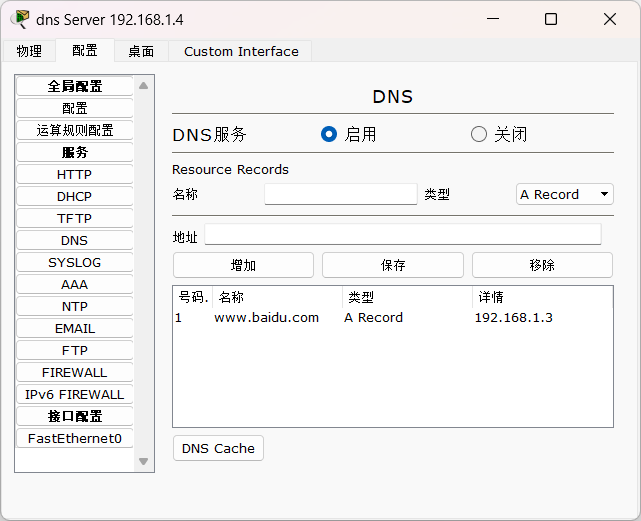 dns Server 192.168.1.4
物理 配置 桌面 Custom Interface
全局配置
配置
运算规则配置
服务
HTTP
DHCP
TFTP
DNS
SYSLOG
AAA
NTP
EMAIL
FTP
FIREWALL
IPv6 FIREWALL
接口配置
FastEthernet0
DNS
DNS服务 启用 关闭
Resource Records
名称 类型 A Record
地址
增加 保存 移除
号码. 名称 类型 详情
1 www.baidu.com A Record 192.168.1.3
DNS Cache